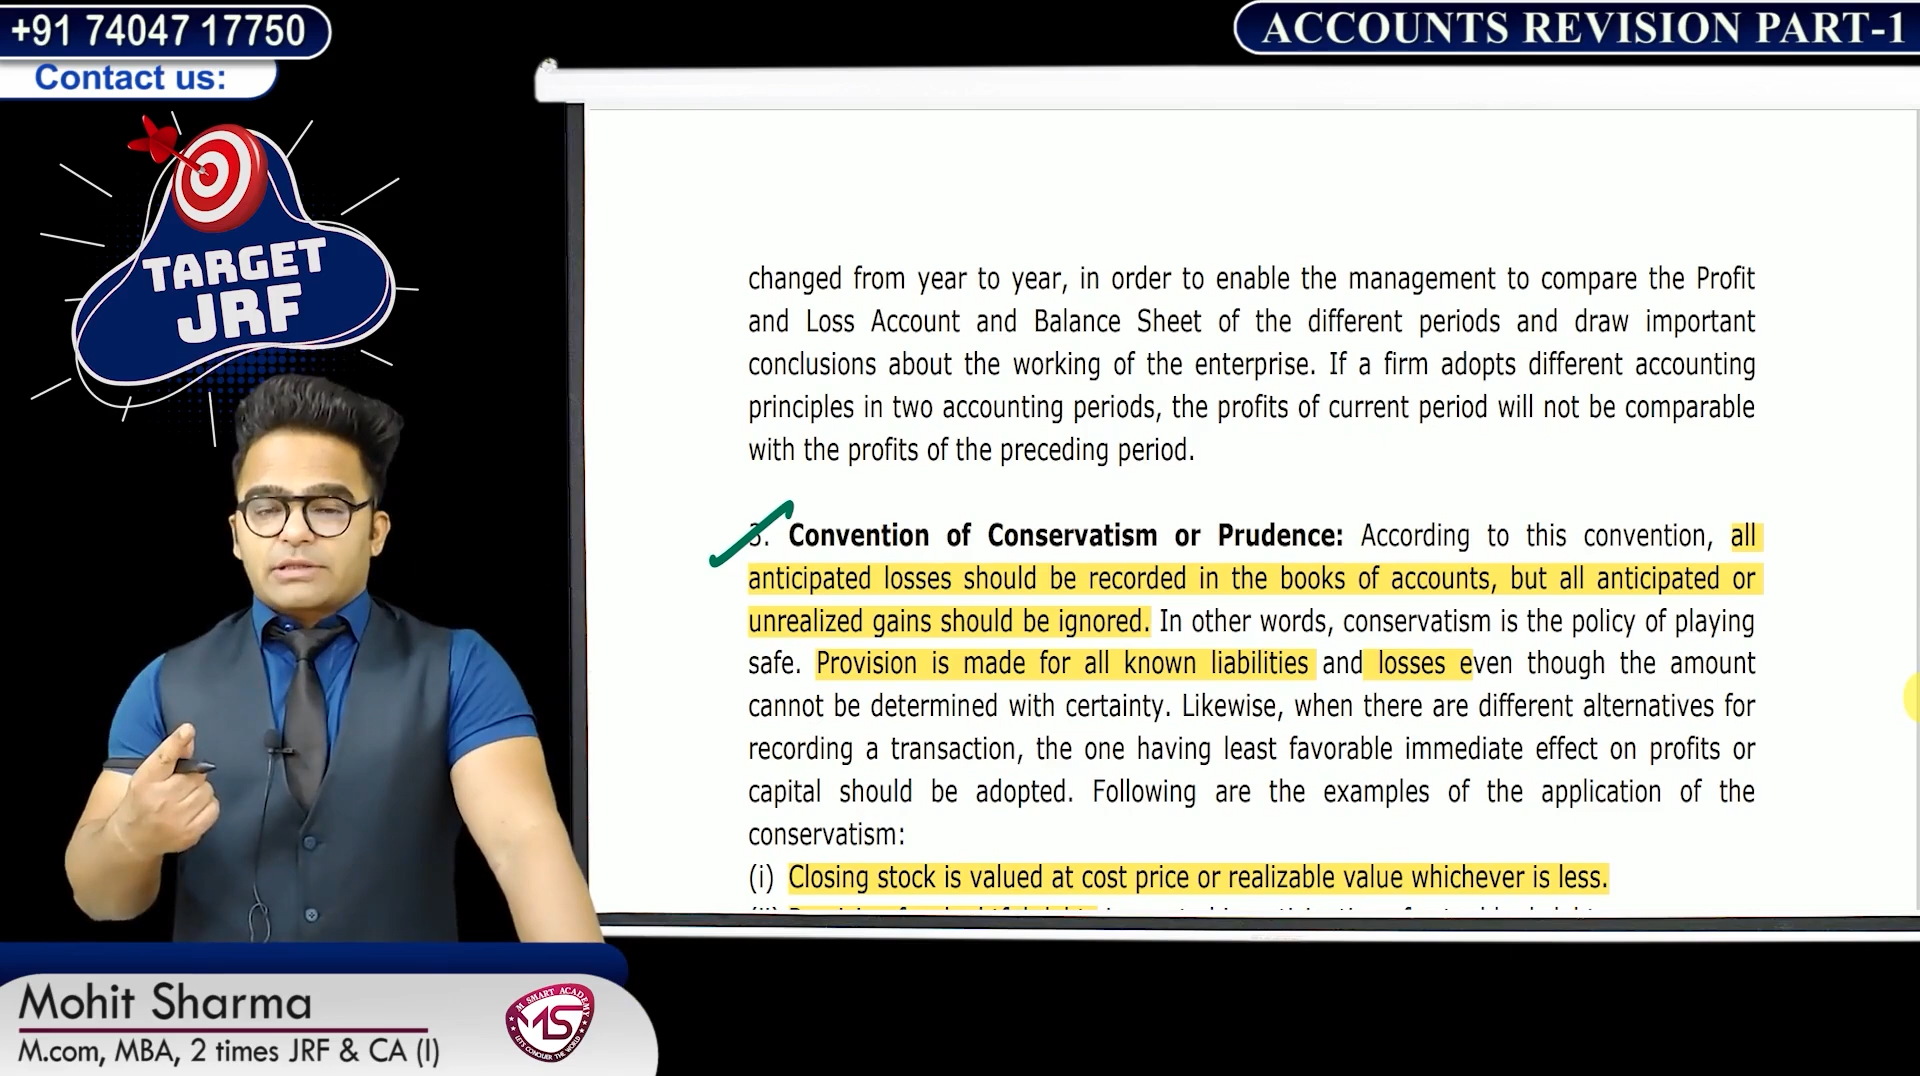 +91 74047 17750
Contact us:
ACCOUNTS REVISION PART-1
TARGET
JRF
changed from year to year, in order to enable the management to compare the Profit
and Loss Account and Balance Sheet of the different periods and draw important
conclusions about the working of the enterprise. If a firm adopts different accounting
principles in two accounting periods, the profits of current period will not be comparable
with the profits of the preceding period.
3. Convention of Conservatism or Prudence: According to this convention, all
anticipated losses should be recorded in the books of accounts, but all anticipated or
unrealized gains should be ignored. In other words, conservatism is the policy of playing
safe. Provision is made for all known liabilities and losses even though the amount
cannot be determined with certainty. Likewise, when there are different alternatives for
recording a transaction, the one having least favorable immediate effect on profits or
capital should be adopted. Following are the examples of the application of the
conservatism:
(i) Closing stock is valued at cost price or realizable value whichever is less.
Mohit Sharma
M.com, MBA, 2 times JRF & CA (I)
M SMART ACADEMY
MS
LETS CONQUER THE WORLD